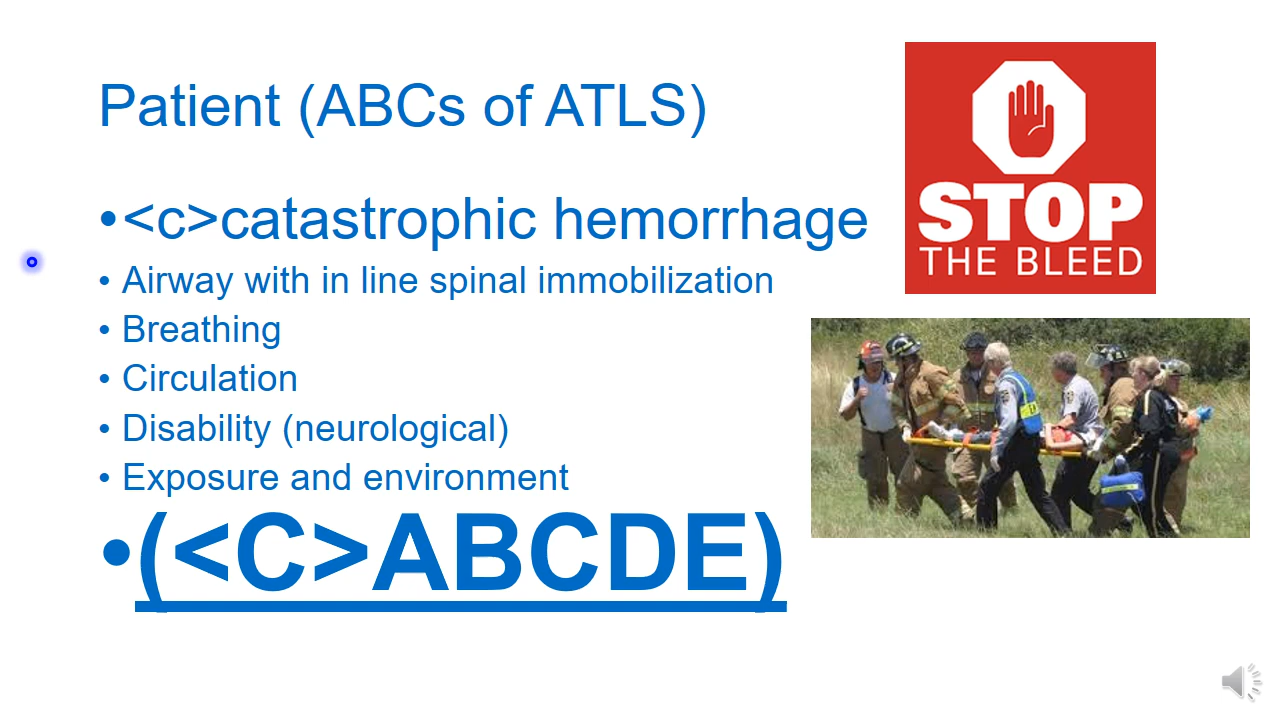 Patient (ABCs of ATLS)
•<c>catastrophic hemorrhage
• Airway with in line spinal immobilization
• Breathing
• Circulation
• Disability (neurological)
• Exposure and environment
•(<C>ABCDE)
STOP
THE BLEED